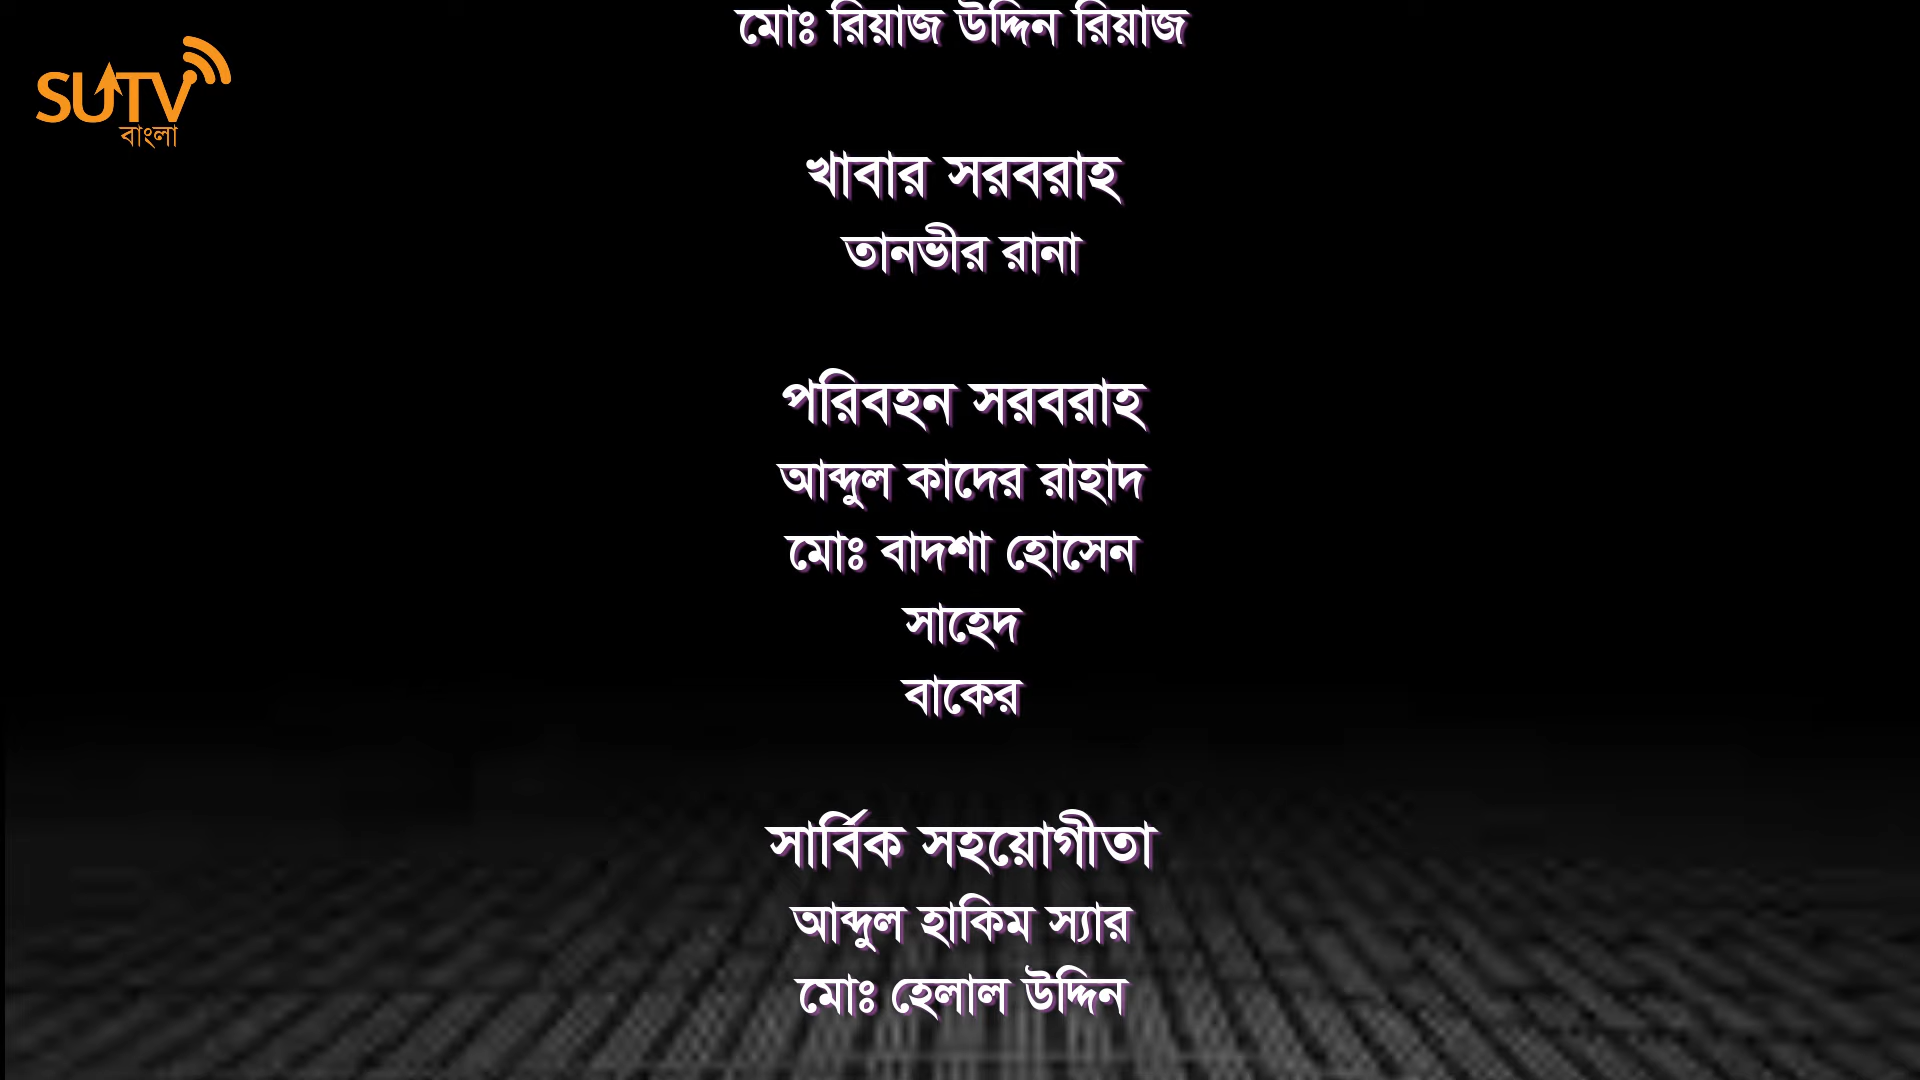 মোঃ রিয়াজ উদ্দিন রিয়াজ
SUTV
বাংলা
খাবার সরবরাহ
তানভীর রানা
পরিবহন সরবরাহ
আব্দুল কাদের রাহাদ
মোঃ বাদশা হোসেন
সাহেদ
বাকের
সার্বিক সহয়োগীতা
আব্দুল হাকিম স্যার
মোঃ হেলাল উদ্দিন